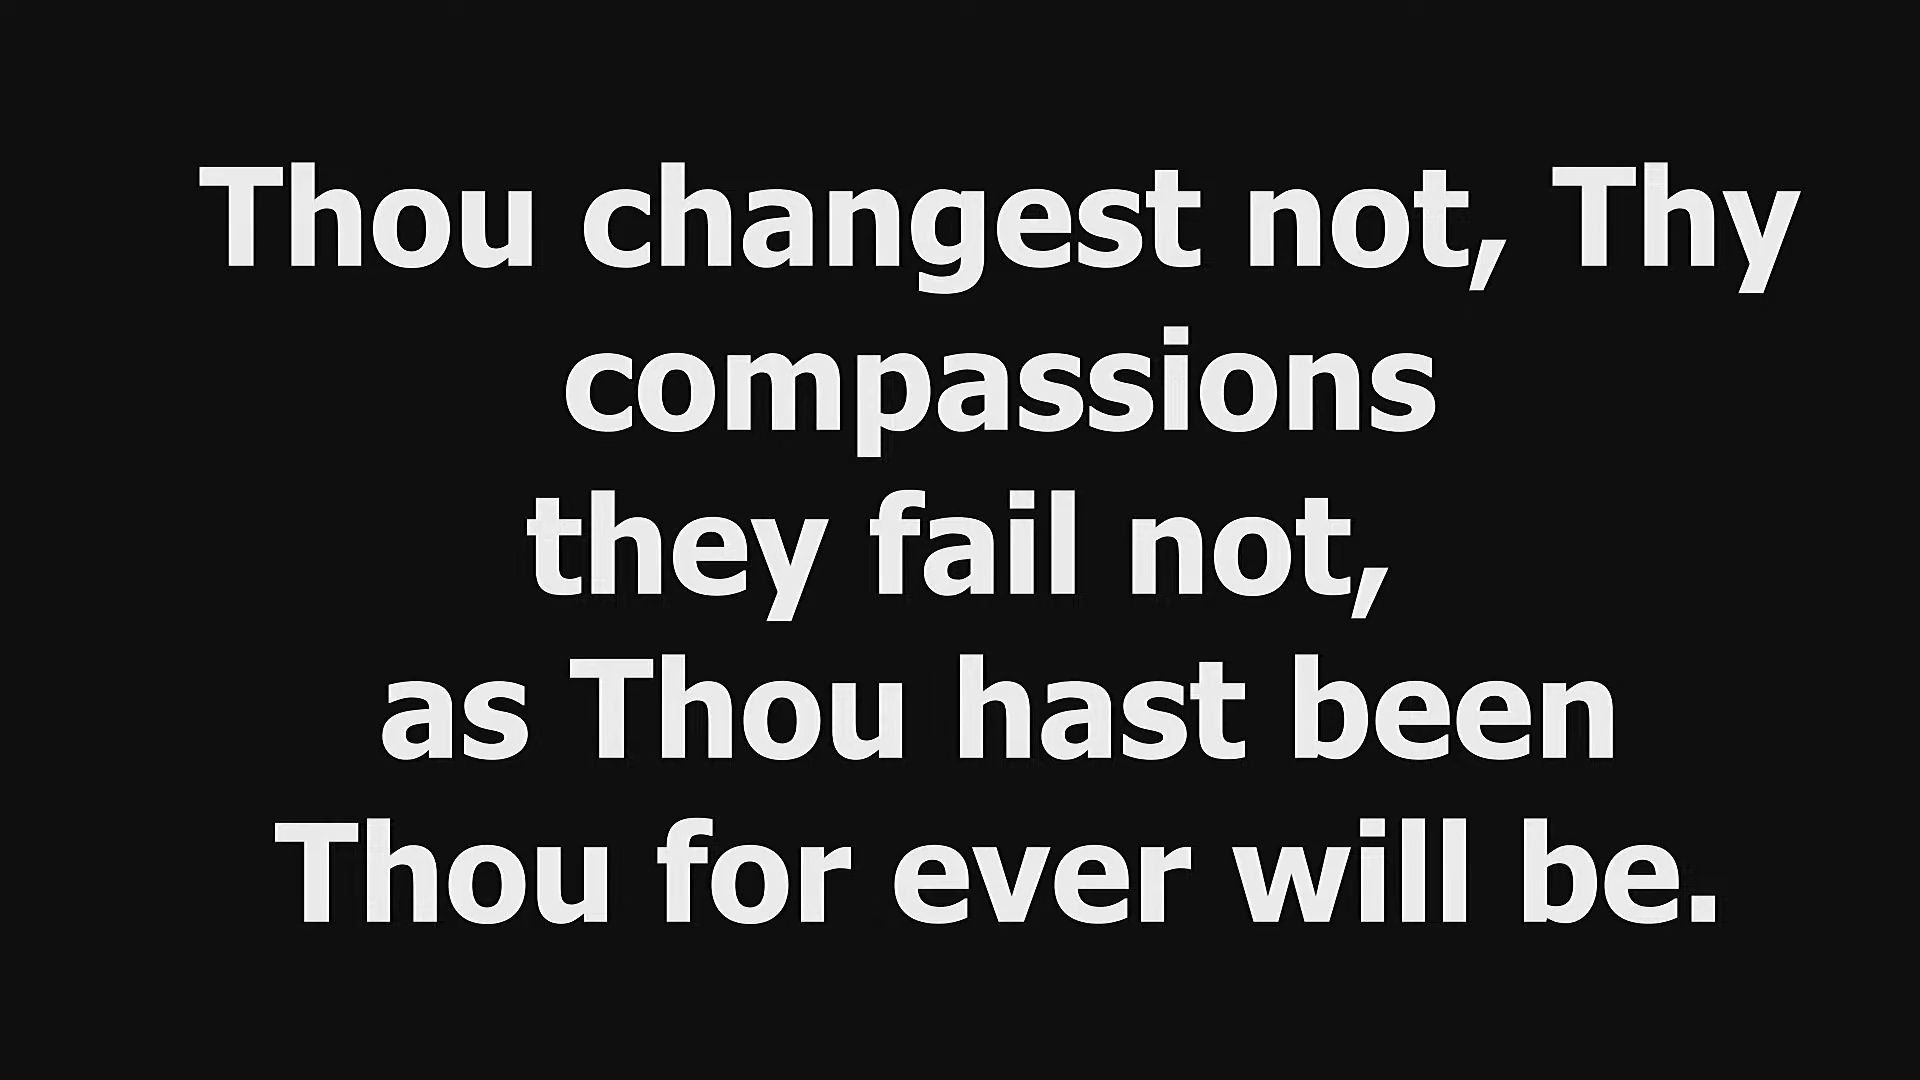 Thou changest not, Thy
compassions
they fail not,
as Thou hast been
Thou for ever will be.